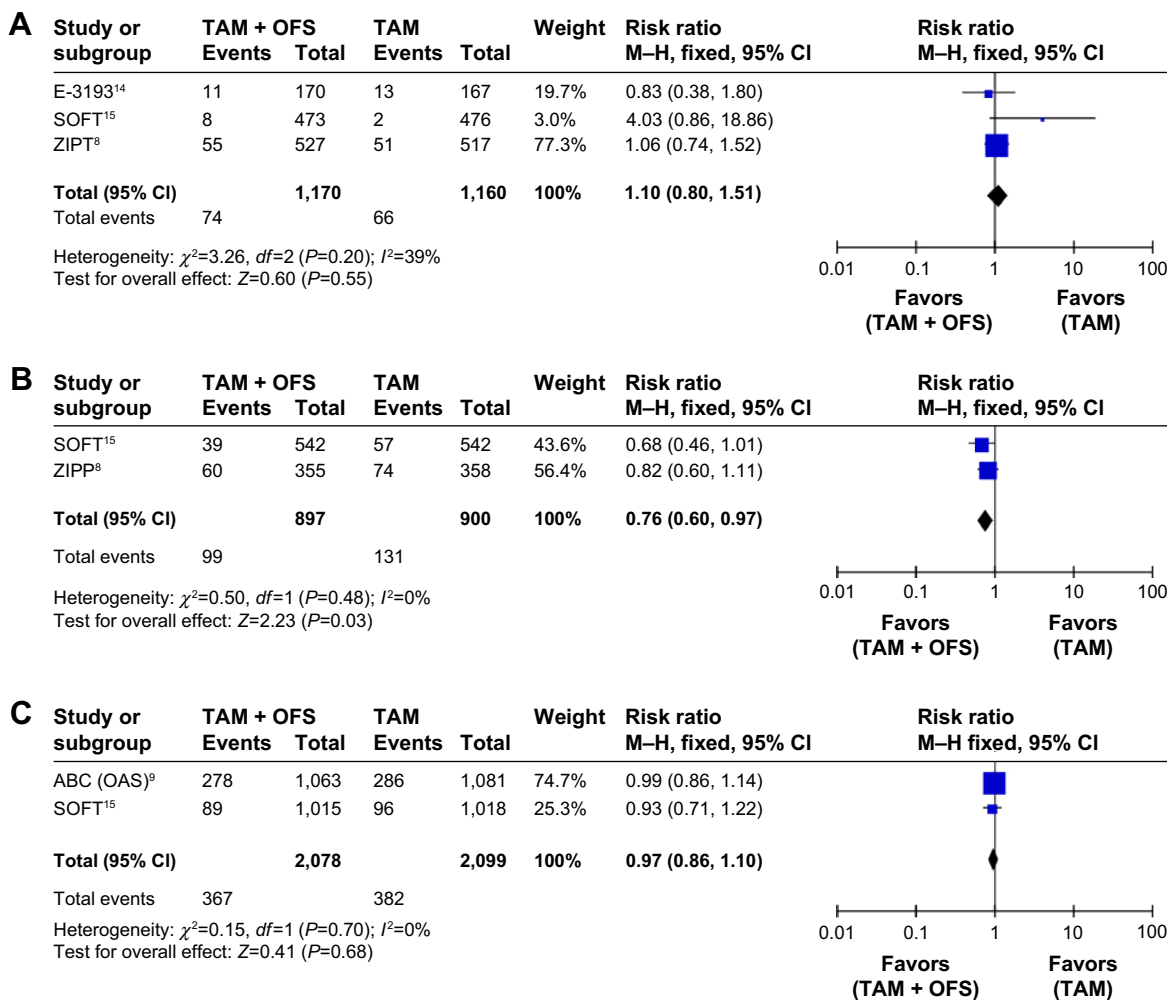 A Study or subgroup TAM + OFS Events Total TAM Events Total Weight Risk ratio M–H, fixed, 95% CI Risk ratio M–H, fixed, 95% CI
E-3193¹⁴ 11 170 13 167 19.7% 0.83 (0.38, 1.80)
SOFT¹⁵ 8 473 2 476 3.0% 4.03 (0.86, 18.86)
ZIPT⁸ 55 527 51 517 77.3% 1.06 (0.74, 1.52)
Total (95% CI) 1,170 1,160 100% 1.10 (0.80, 1.51)
Total events 74 66
Heterogeneity: χ²=3.26, df=2 (P=0.20); I²=39%
Test for overall effect: Z=0.60 (P=0.55)
0.01 0.1 1 10 100
Favors (TAM + OFS) Favors (TAM)
B Study or subgroup TAM + OFS Events Total TAM Events Total Weight Risk ratio M–H, fixed, 95% CI Risk ratio M–H, fixed, 95% CI
SOFT¹⁵ 39 542 57 542 43.6% 0.68 (0.46, 1.01)
ZIPP⁸ 60 355 74 358 56.4% 0.82 (0.60, 1.11)
Total (95% CI) 897 900 100% 0.76 (0.60, 0.97)
Total events 99 131
Heterogeneity: χ²=0.50, df=1 (P=0.48); I²=0%
Test for overall effect: Z=2.23 (P=0.03)
0.01 0.1 1 10 100
Favors (TAM + OFS) Favors (TAM)
C Study or subgroup TAM + OFS Events Total TAM Events Total Weight Risk ratio M–H, fixed, 95% CI Risk ratio M–H fixed, 95% CI
ABC (OAS)⁹ 278 1,063 286 1,081 74.7% 0.99 (0.86, 1.14)
SOFT¹⁵ 89 1,015 96 1,018 25.3% 0.93 (0.71, 1.22)
Total (95% CI) 2,078 2,099 100% 0.97 (0.86, 1.10)
Total events 367 382
Heterogeneity: χ²=0.15, df=1 (P=0.70); I²=0%
Test for overall effect: Z=0.41 (P=0.68)
0.01 0.1 1 10 100
Favors (TAM + OFS) Favors (TAM)